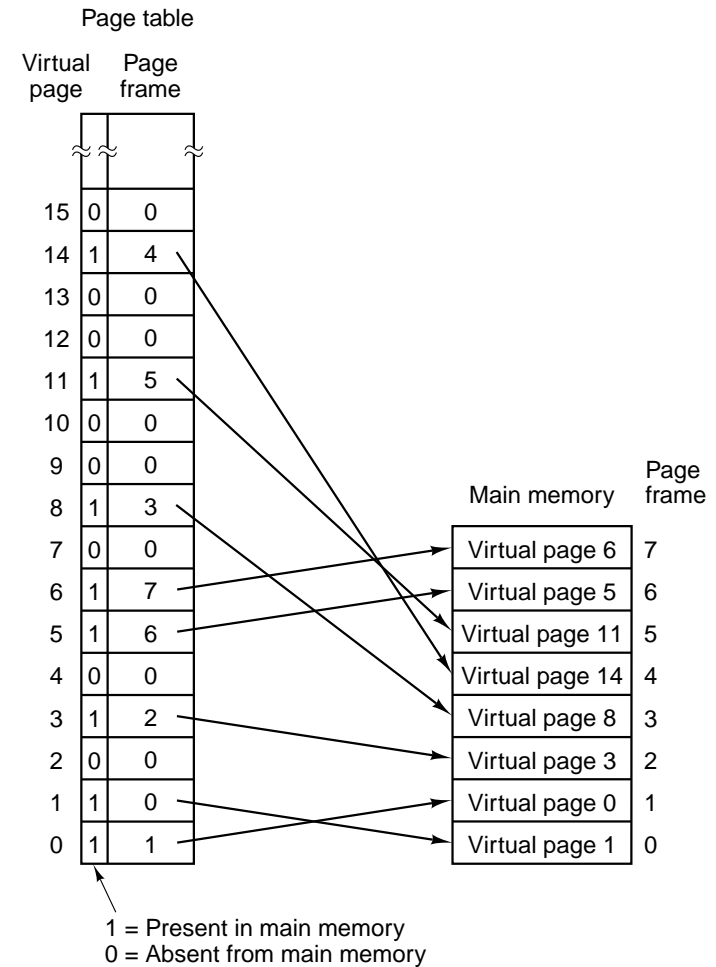 Page table
Virtual page
Page frame
15 0 0
14 1 4
13 0 0
12 0 0
11 1 5
10 0 0
9 0 0
8 1 3
7 0 0
6 1 7
5 1 6
4 0 0
3 1 2
2 0 0
1 1 0
0 1 1
1 = Present in main memory
0 = Absent from main memory
Main memory
Page frame
Virtual page 6 7
Virtual page 5 6
Virtual page 11 5
Virtual page 14 4
Virtual page 8 3
Virtual page 3 2
Virtual page 0 1
Virtual page 1 0